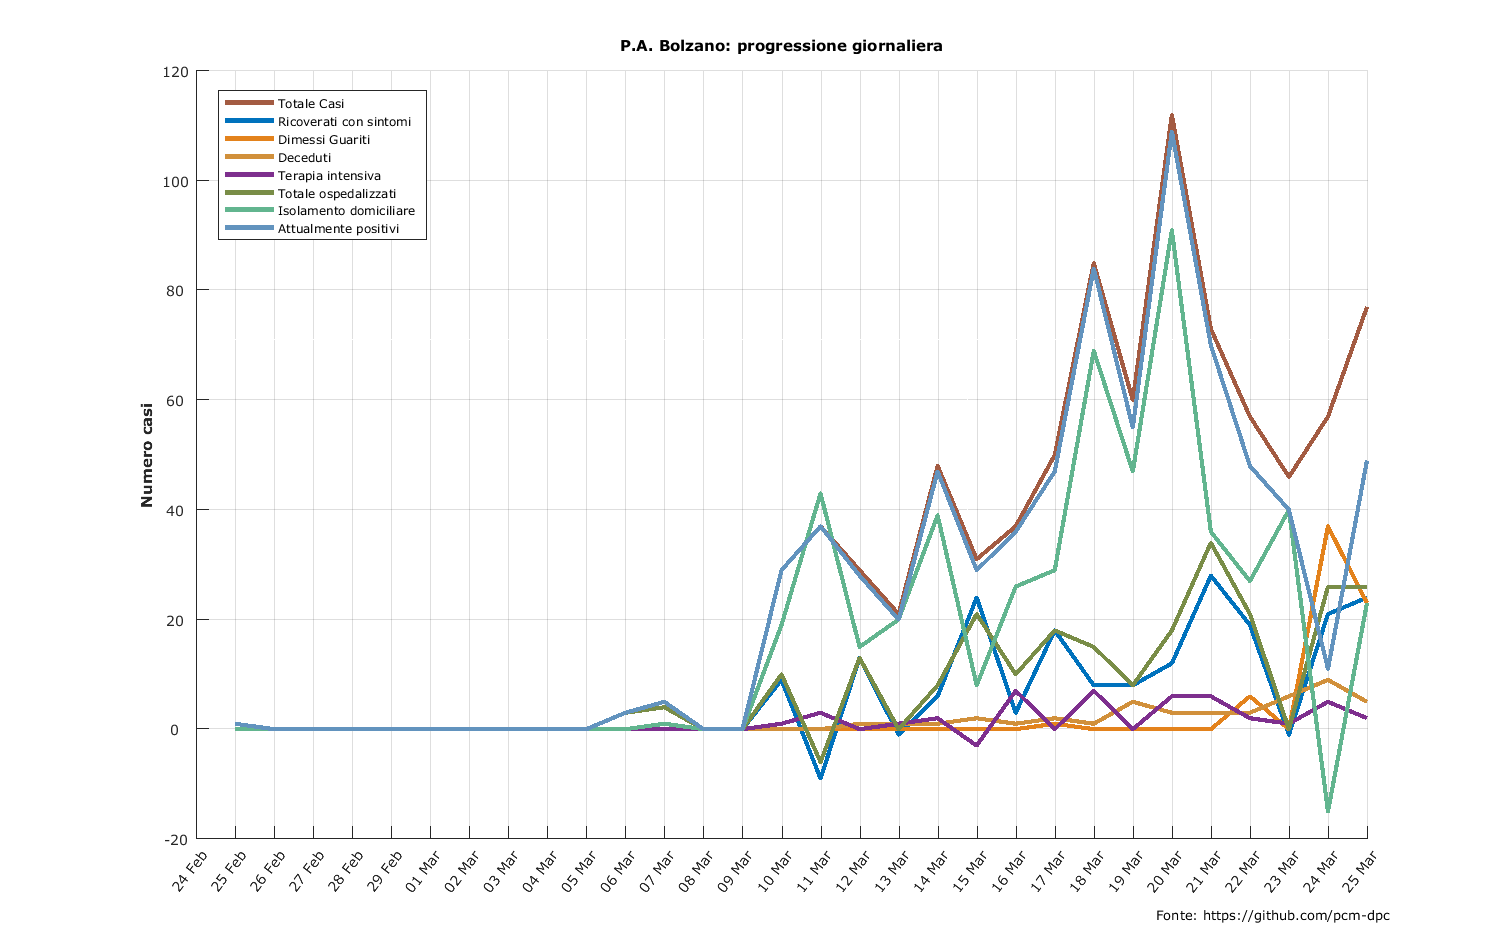 P.A. Bolzano: progressione giornaliera
120
100
80
60
40
20
0
-20
Numero casi
Totale Casi
Ricoverati con sintomi
Dimessi Guariti
Deceduti
Terapia intensiva
Totale ospedalizzati
Isolamento domiciliare
Attualmente positivi
24 Feb
25 Feb
26 Feb
27 Feb
28 Feb
29 Feb
01 Mar
02 Mar
03 Mar
04 Mar
05 Mar
06 Mar
07 Mar
08 Mar
09 Mar
10 Mar
11 Mar
12 Mar
13 Mar
14 Mar
15 Mar
16 Mar
17 Mar
18 Mar
19 Mar
20 Mar
21 Mar
22 Mar
23 Mar
24 Mar
25 Mar
Fonte: https://github.com/pcm-dpc